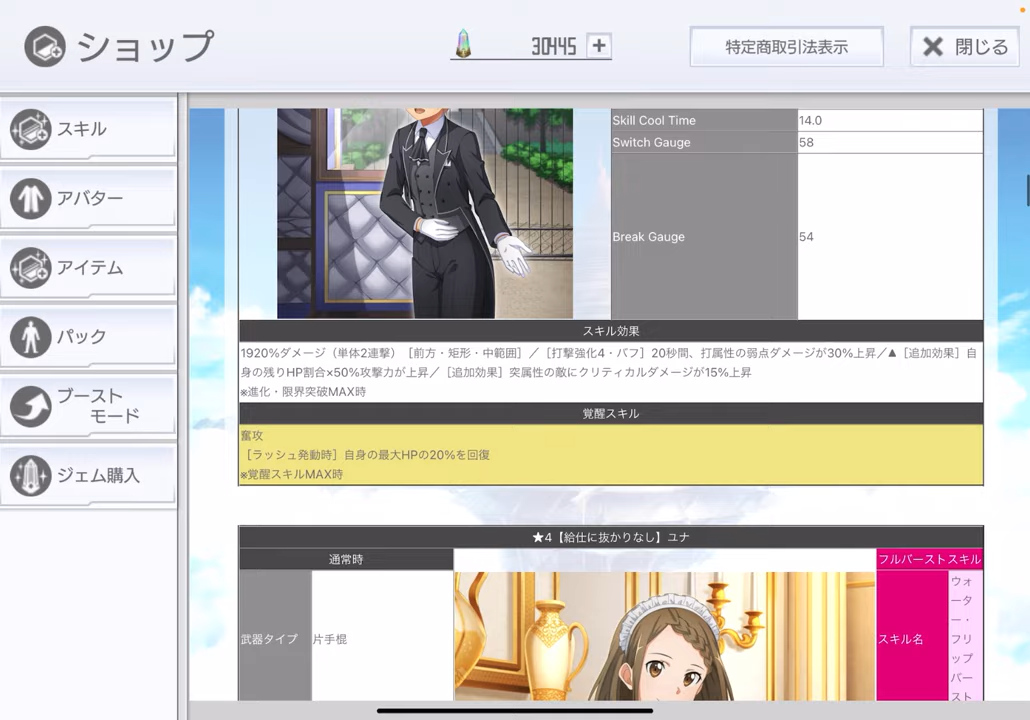 ショップ
30445
+
特定商取引法表示
閉じる
スキル
アバター
アイテム
パック
ブースト
モード
ジェム購入
Skill Cool Time
14.0
Switch Gauge
58
Break Gauge
54
スキル効果
1920%ダメージ（単体2連撃）［前方・矩形・中範囲］／［打撃強化4・バフ］20秒間、打属性の弱点ダメージが30%上昇／▲［追加効果］自
身の残りHP割合×50%攻撃力が上昇／［追加効果］突属性の敵にクリティカルダメージが15%上昇
※進化・限界突破MAX時
覚醒スキル
奮攻
［ラッシュ発動時］自身の最大HPの20%を回復
※覚醒スキルMAX時
★4【給仕に抜かりなし】ユナ
通常時
フルバーストスキル
武器タイプ
片手棍
スキル名
ウォ
ータ
ー・
フリ
ップ
バー
スト